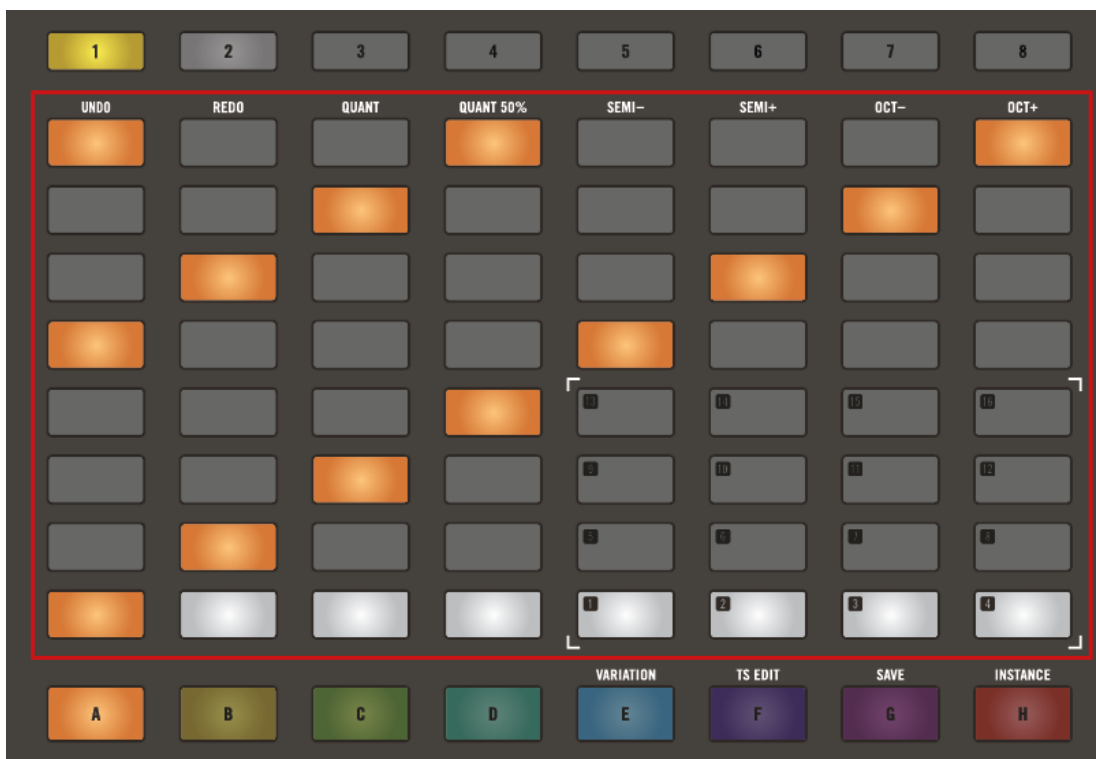 1 2 3 4 5 6 7 8
UNDO REDO QUANT QUANT 50% SEMI− SEMI+ OCT− OCT+
13 14 15 16
9 10 11 12
5 6 7 8
1 2 3 4
VARIATION TS EDIT SAVE INSTANCE
A B C D E F G H